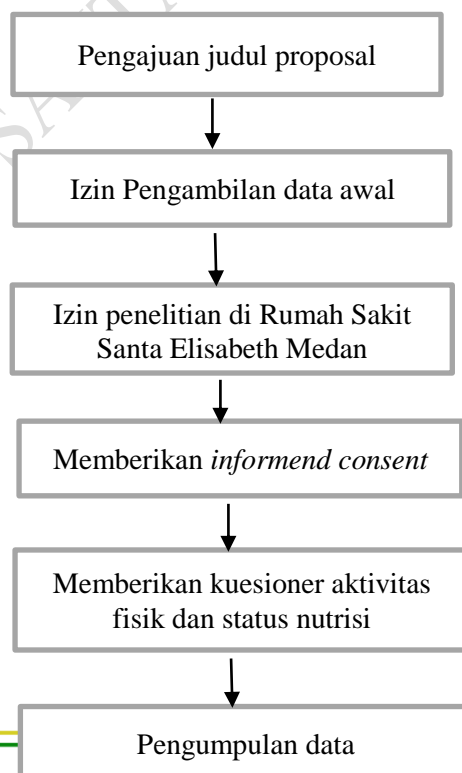 Pengajuan judul proposal
Izin Pengambilan data awal
Izin penelitian di Rumah Sakit
Santa Elisabeth Medan
Memberikan informend consent
Memberikan kuesioner aktivitas
fisik dan status nutrisi
Pengumpulan data